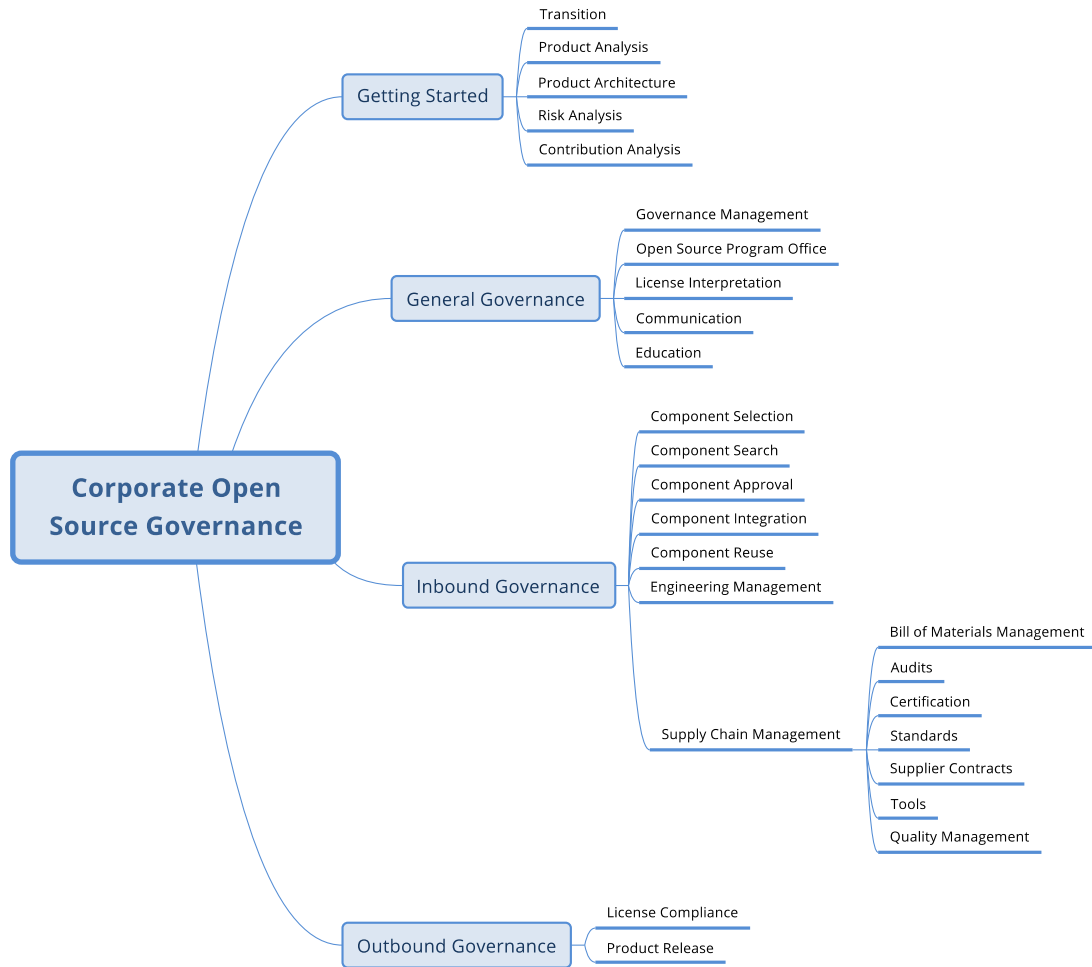 Corporate Open
Source Governance
Getting Started
Transition
Product Analysis
Product Architecture
Risk Analysis
Contribution Analysis
General Governance
Governance Management
Open Source Program Office
License Interpretation
Communication
Education
Inbound Governance
Component Selection
Component Search
Component Approval
Component Integration
Component Reuse
Engineering Management
Supply Chain Management
Bill of Materials Management
Audits
Certification
Standards
Supplier Contracts
Tools
Quality Management
Outbound Governance
License Compliance
Product Release